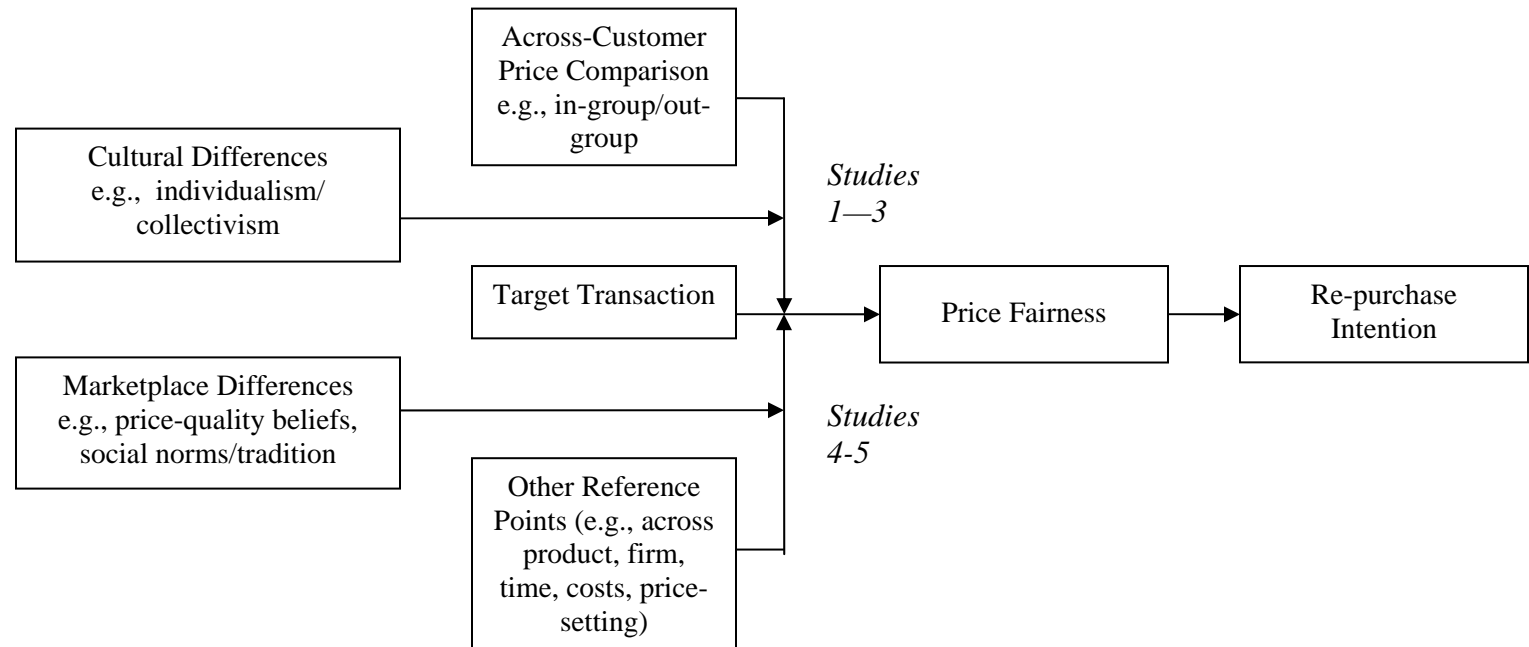 Across-Customer
Price Comparison
e.g., in-group/out-
group
Cultural Differences
e.g., individualism/
collectivism
Studies
1—3
Target Transaction
Price Fairness
Re-purchase
Intention
Marketplace Differences
e.g., price-quality beliefs,
social norms/tradition
Studies
4-5
Other Reference
Points (e.g., across
product, firm,
time, costs, price-
setting)